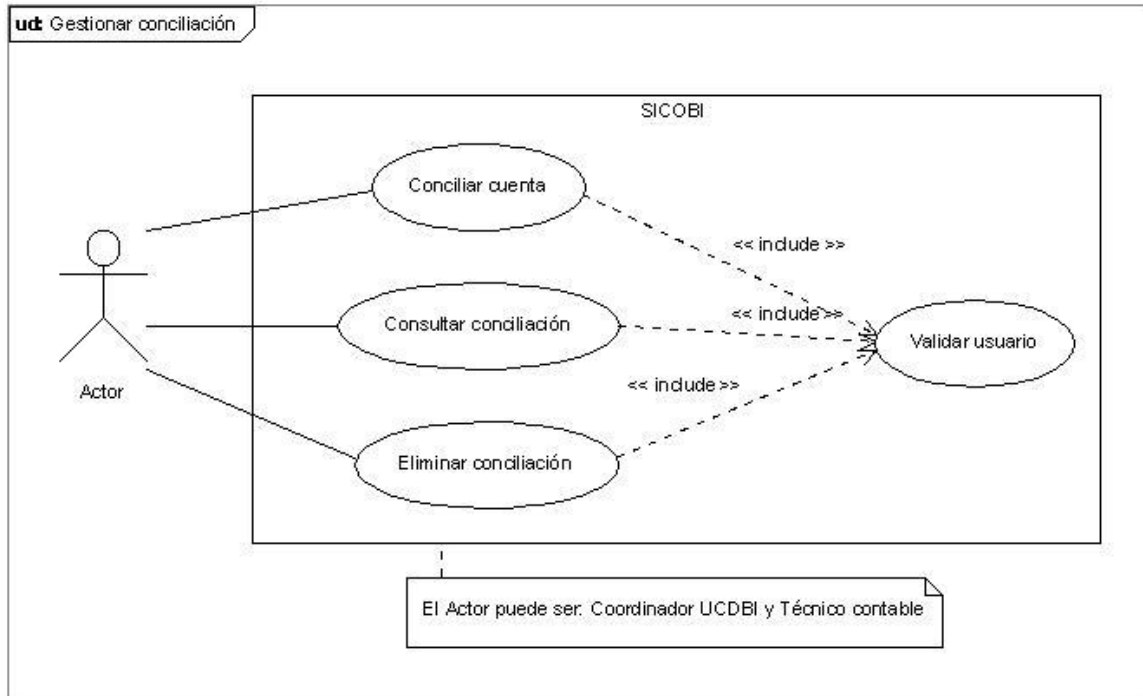 uct Gestionar conciliación
SICOBI
Conciliar cuenta
<< include >>
<< include >>
Consultar conciliación
Validar usuario
<< include >>
Actor
Eliminar conciliación
El Actor puede ser: Coordinador UCDBI y Técnico contable